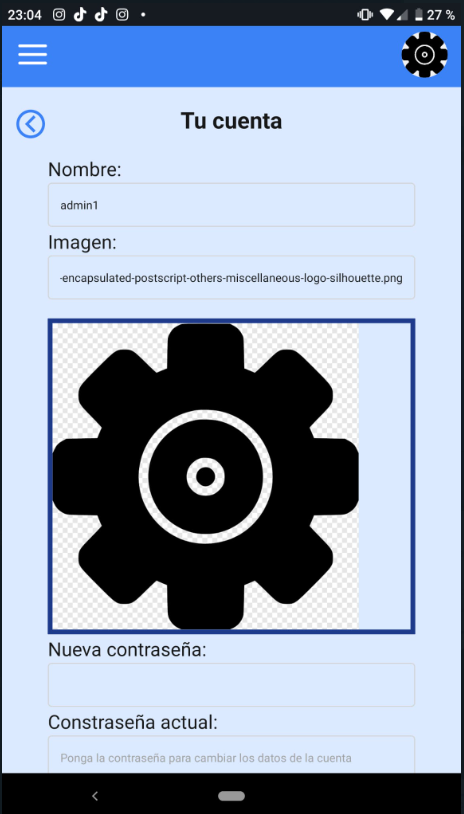 23:04
27 %
Tu cuenta
Nombre:
admin1
Imagen:
-encapsulated-postscript-others-miscellaneous-logo-silhouette.png
Nueva contraseña:
Constraseña actual:
Ponga la contraseña para cambiar los datos de la cuenta